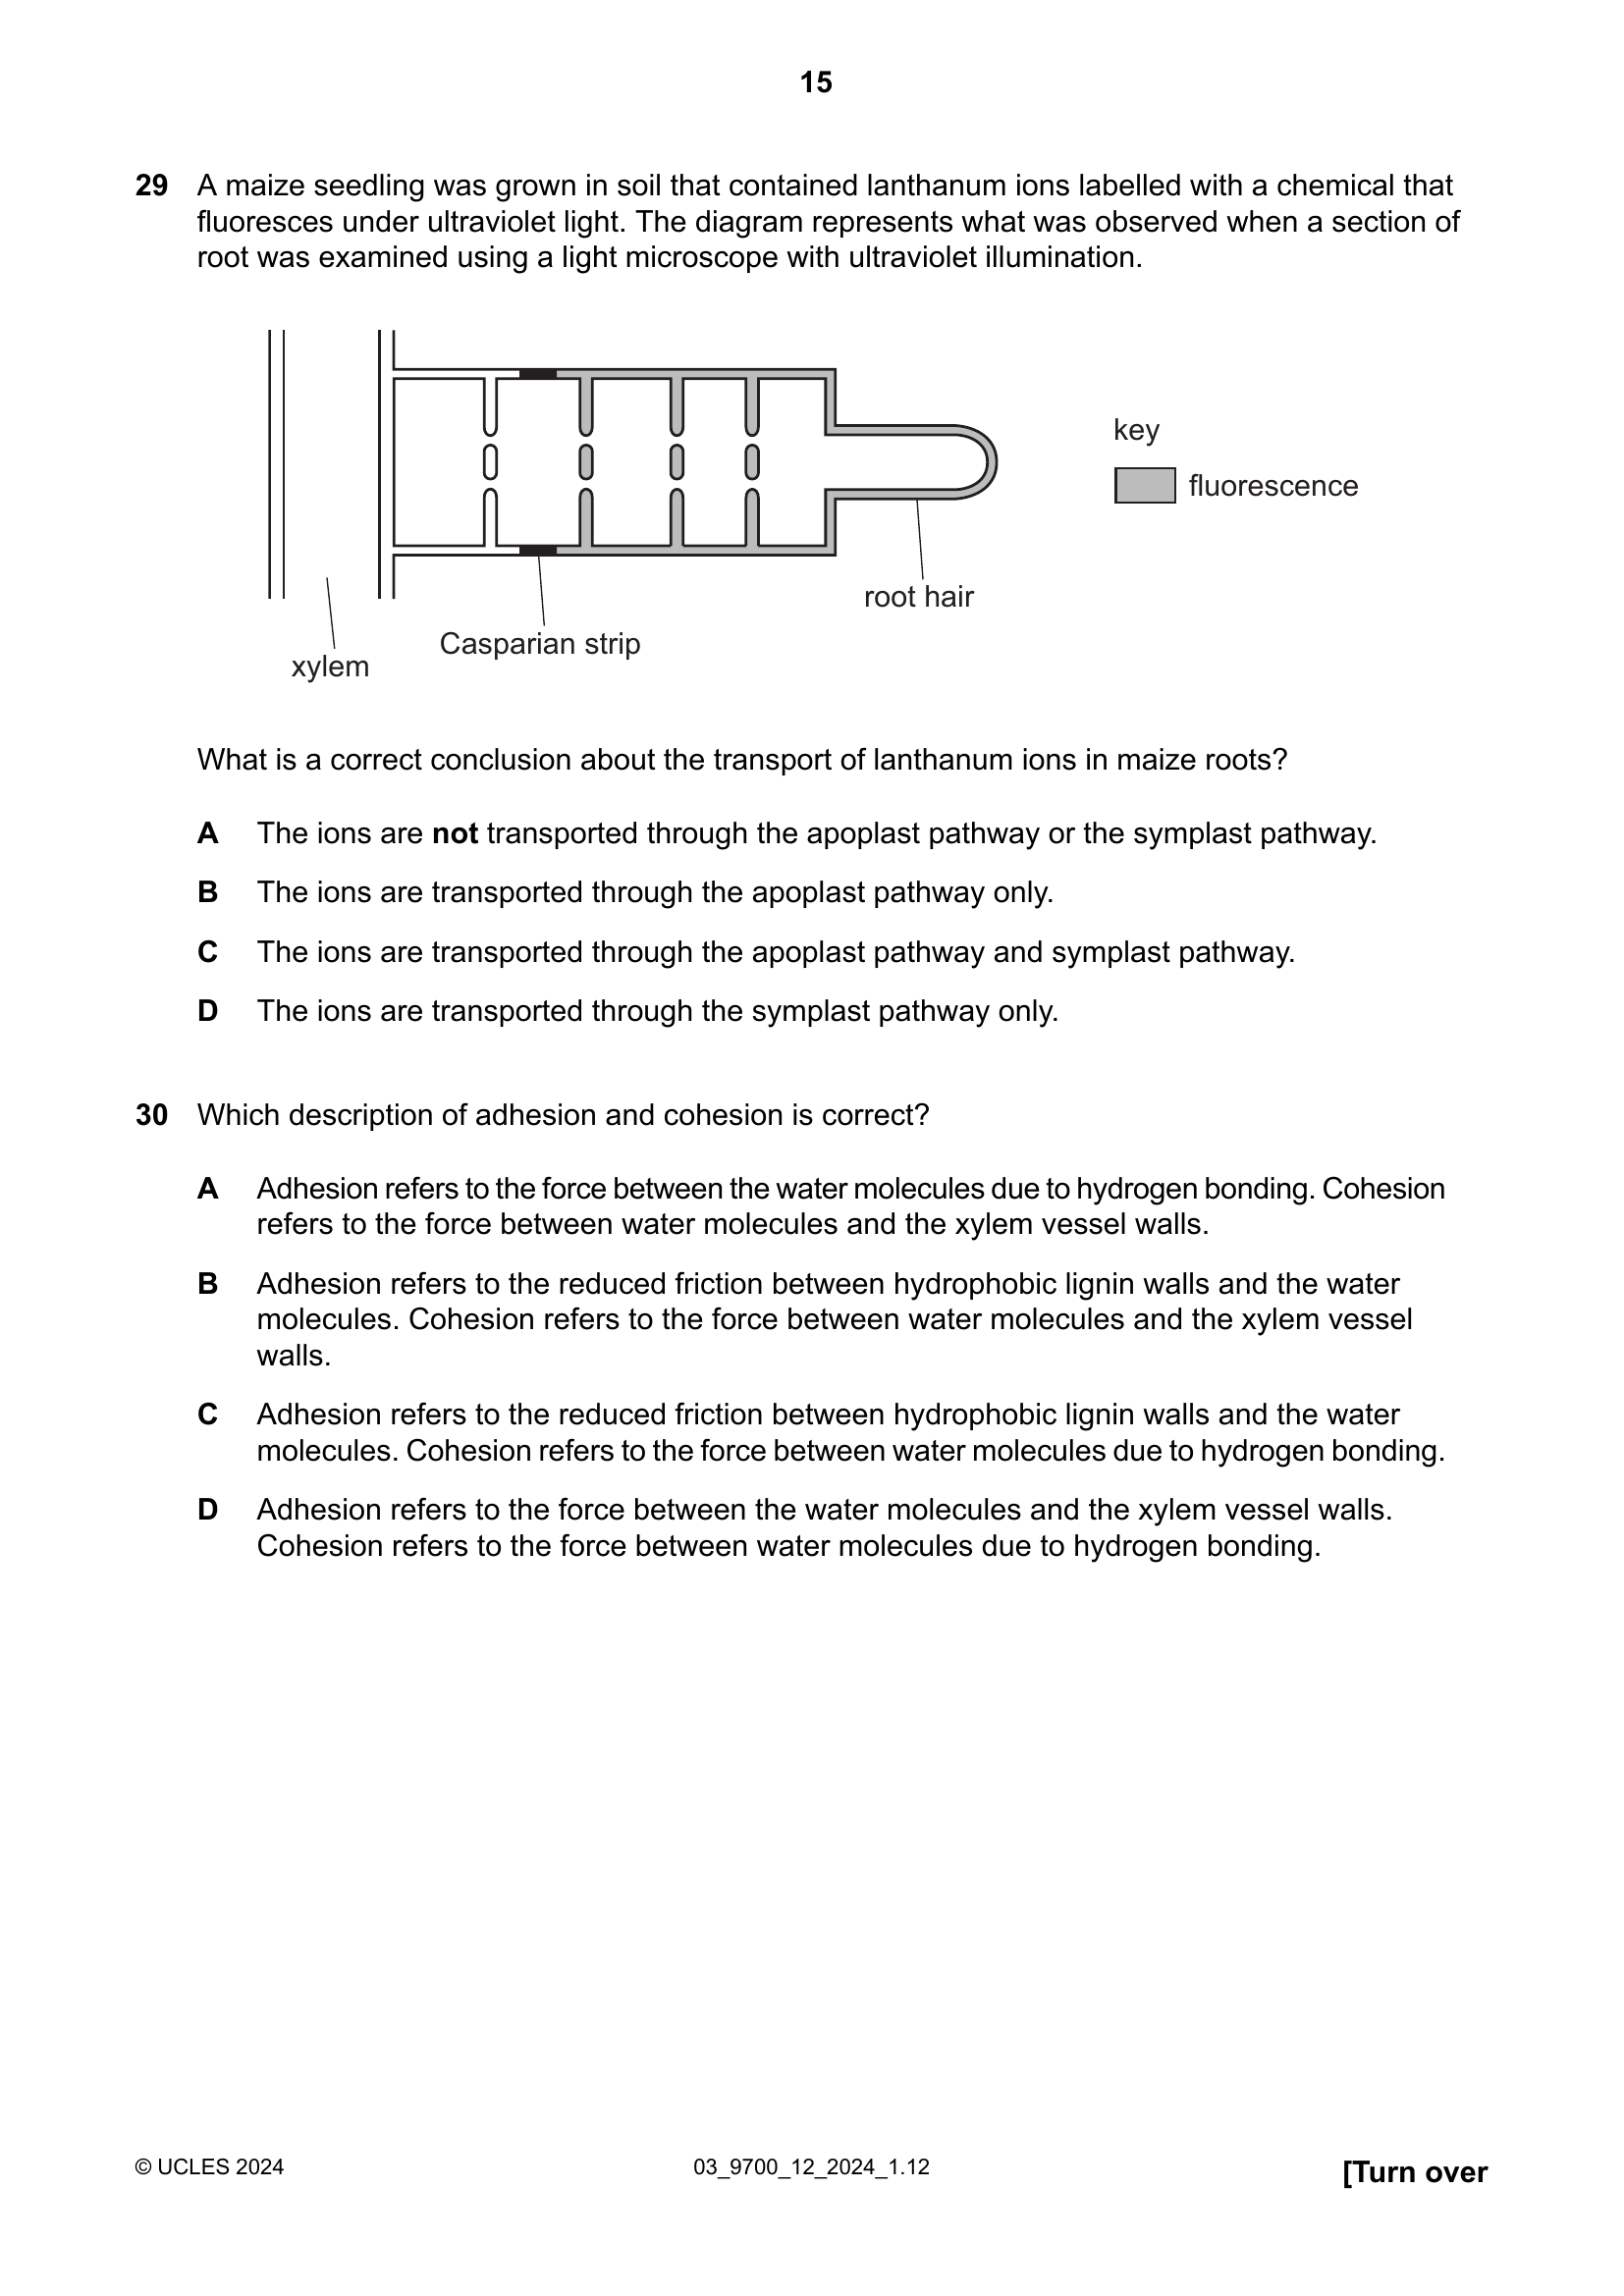 15
29 A maize seedling was grown in soil that contained lanthanum ions labelled with a chemical that
fluoresces under ultraviolet light. The diagram represents what was observed when a section of
root was examined using a light microscope with ultraviolet illumination.
key
fluorescence
root hair
Casparian strip
xylem
What is a correct conclusion about the transport of lanthanum ions in maize roots?
A The ions are not transported through the apoplast pathway or the symplast pathway.
B The ions are transported through the apoplast pathway only.
C The ions are transported through the apoplast pathway and symplast pathway.
D The ions are transported through the symplast pathway only.
30 Which description of adhesion and cohesion is correct?
A Adhesion refers to the force between the water molecules due to hydrogen bonding. Cohesion
refers to the force between water molecules and the xylem vessel walls.
B Adhesion refers to the reduced friction between hydrophobic lignin walls and the water
molecules. Cohesion refers to the force between water molecules and the xylem vessel
walls.
C Adhesion refers to the reduced friction between hydrophobic lignin walls and the water
molecules. Cohesion refers to the force between water molecules due to hydrogen bonding.
D Adhesion refers to the force between the water molecules and the xylem vessel walls.
Cohesion refers to the force between water molecules due to hydrogen bonding.
© UCLES 2024 03_9700_12_2024_1.12 [Turn over